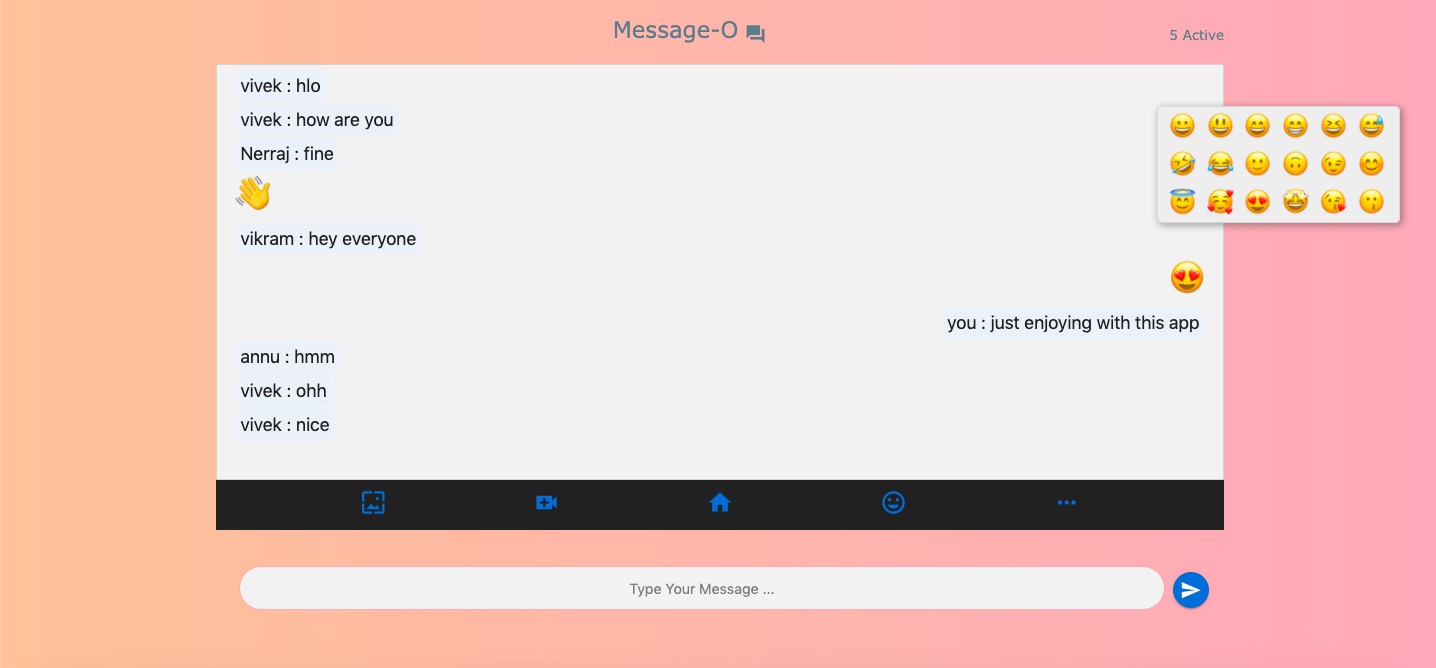 Message-O
5 Active
vivek : hlo
vivek : how are you
Nerraj : fine
vikram : hey everyone
you : just enjoying with this app
annu : hmm
vivek : ohh
vivek : nice
Type Your Message ...